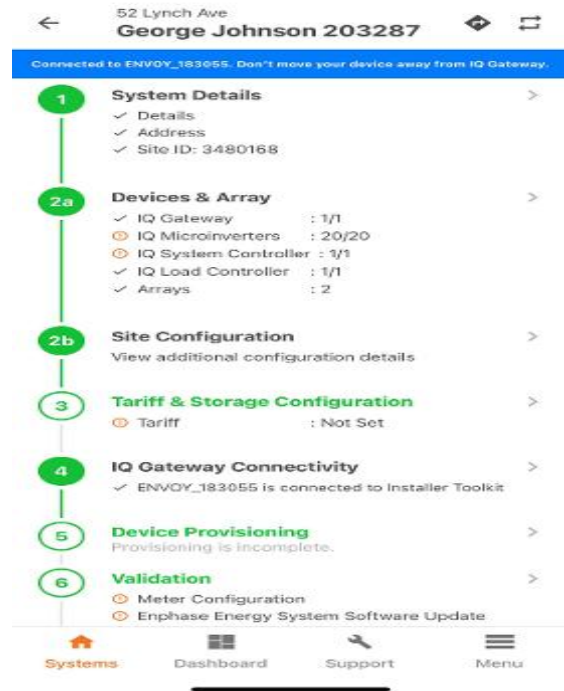 52 Lynch Ave
George Johnson 203287
Connected to ENVOY_183055. Don't move your device away from IQ Gateway.
1
System Details
Details
Address
Site ID: 3480168
2a
Devices & Array
IQ Gateway : 1/1
IQ Microinverters : 20/20
IQ System Controller : 1/1
IQ Load Controller : 1/1
Arrays : 2
2b
Site Configuration
View additional configuration details
3
Tariff & Storage Configuration
Tariff : Not Set
4
IQ Gateway Connectivity
ENVOY_183055 is connected to Installer Toolkit
5
Device Provisioning
Provisioning is incomplete.
6
Validation
Meter Configuration
Enphase Energy System Software Update
Systems Dashboard Support Menu